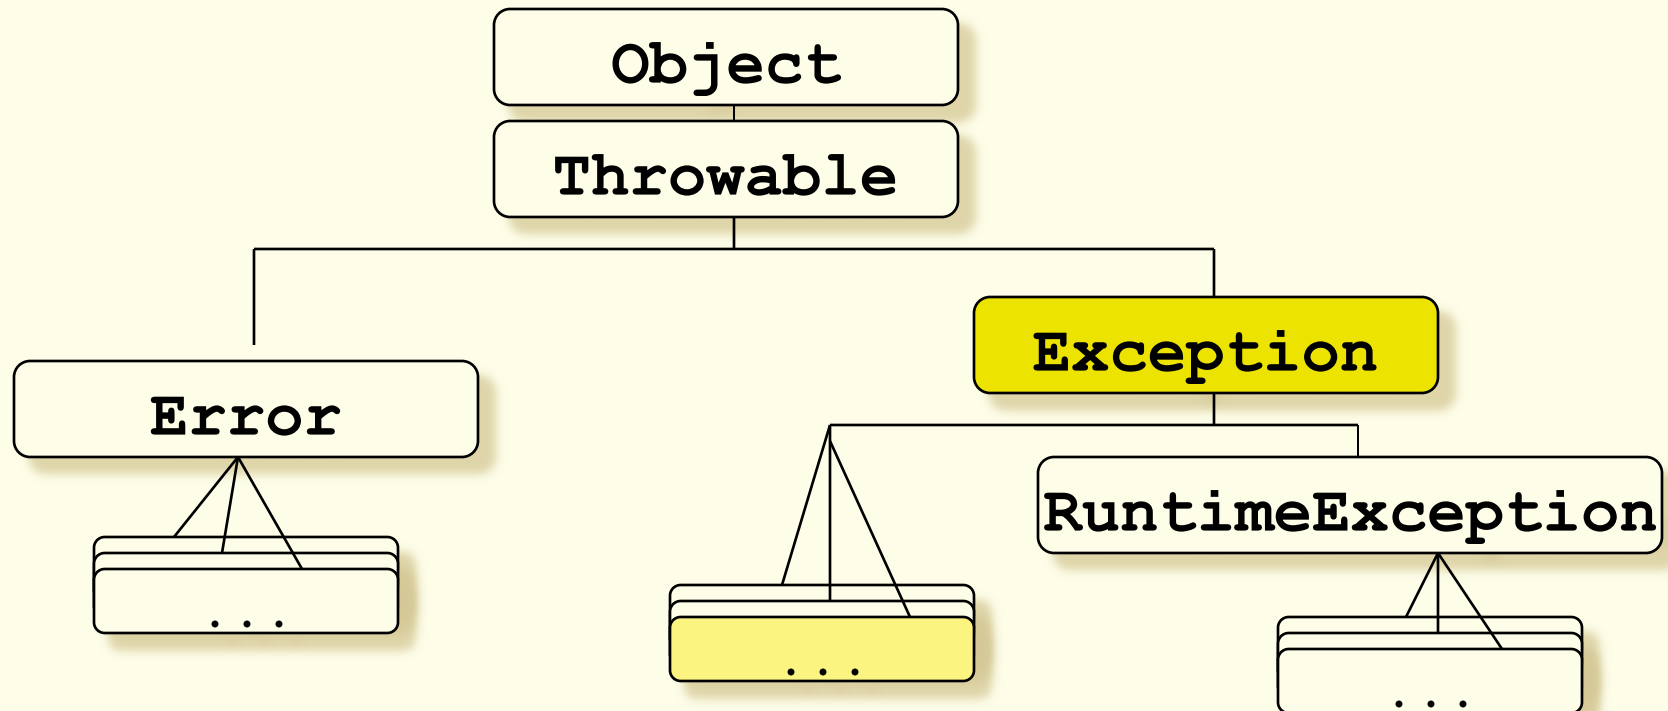 Object
Throwable
Exception
Error
RuntimeException
. . .
. . .
. . .